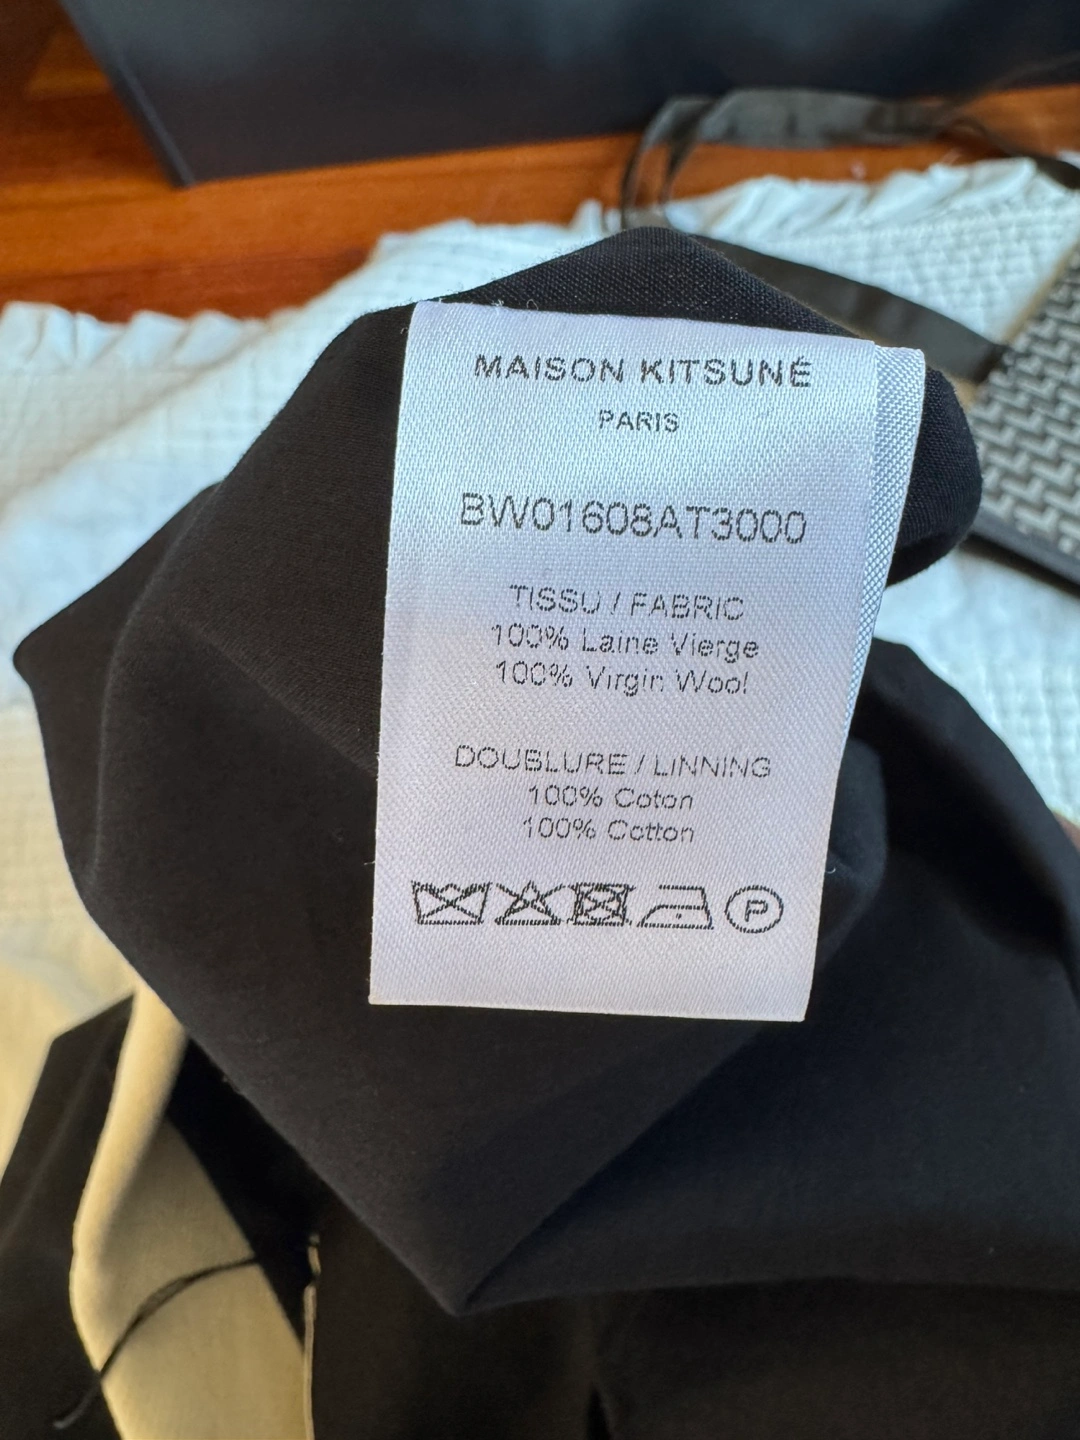 MAISON KITSUNÉ
PARIS
BW01608AT3000
TISSU / FABRIC
100% Laine Vierge
100% Virgin Wool
DOUBLURE / LINNING
100% Coton
100% Cotton
P